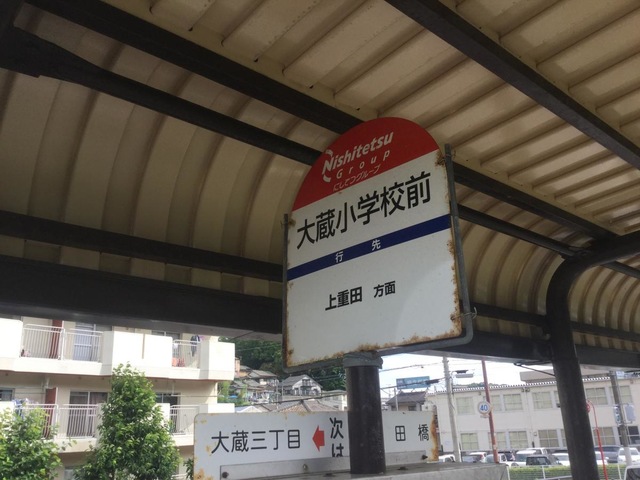 Nishitetsu
Group
にしてつグループ
大蔵小学校前
行先
上重田 方面
大蔵三丁目
次は
田橋
40